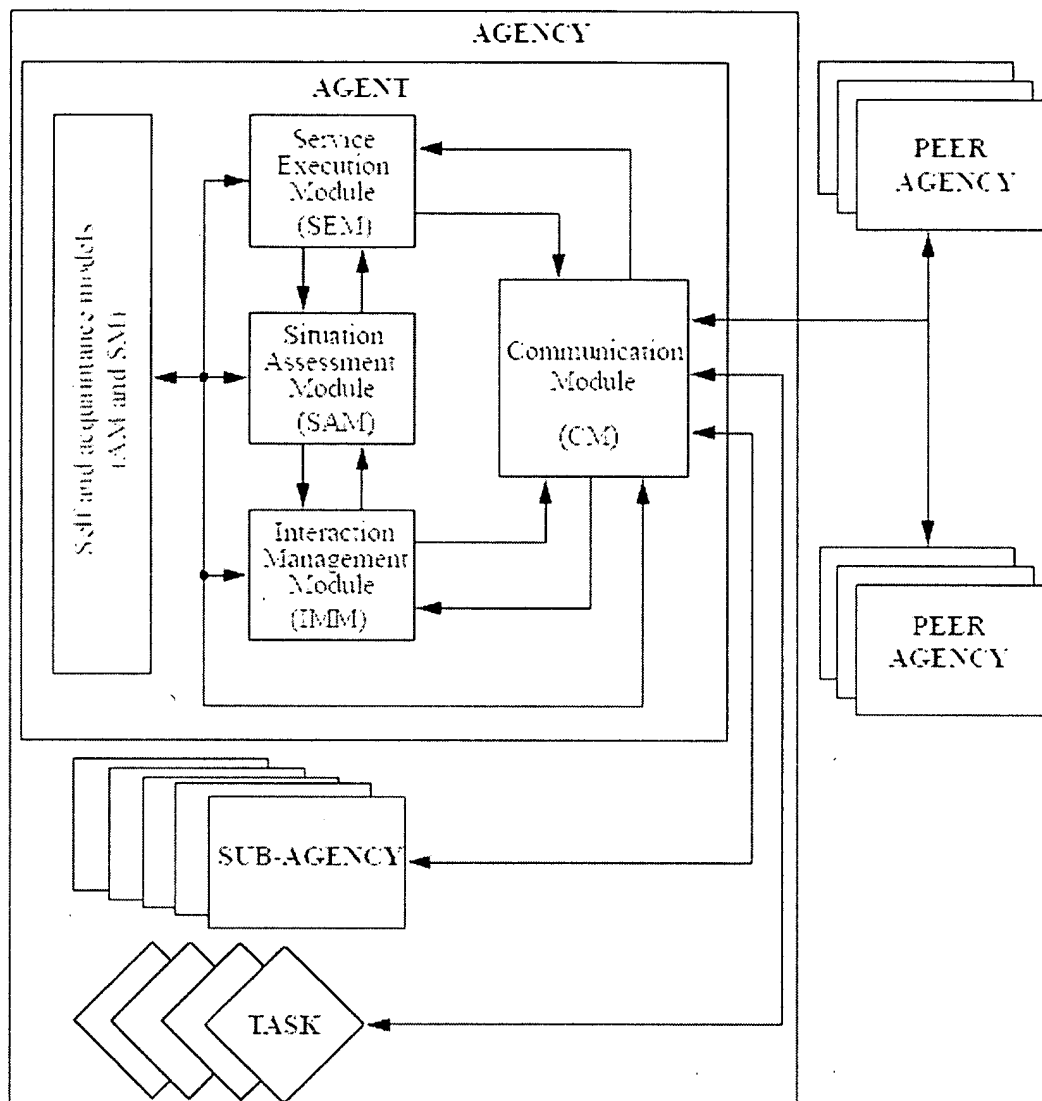 AGENCY
AGENT
Self and acquaintance models
(AM and SM)
Service
Execution
Module
(SEM)
Situation
Assessment
Module
(SAM)
Interaction
Management
Module
(IMM)
Communication
Module
(CM)
PEER
AGENCY
PEER
AGENCY
SUB-AGENCY
TASK